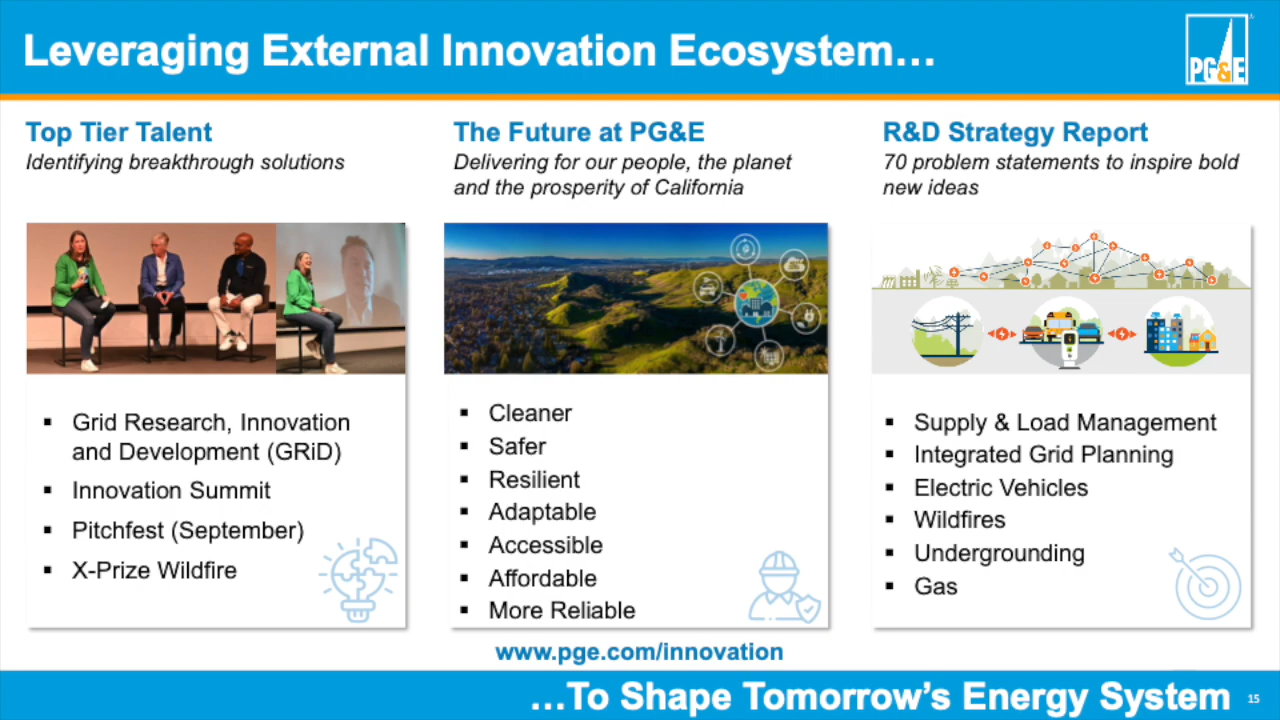 Leveraging External Innovation Ecosystem...
PG&E
Top Tier Talent
Identifying breakthrough solutions
▪ Grid Research, Innovation
and Development (GRiD)
▪ Innovation Summit
▪ Pitchfest (September)
▪ X-Prize Wildfire
The Future at PG&E
Delivering for our people, the planet
and the prosperity of California
▪ Cleaner
▪ Safer
▪ Resilient
▪ Adaptable
▪ Accessible
▪ Affordable
▪ More Reliable
R&D Strategy Report
70 problem statements to inspire bold
new ideas
▪ Supply & Load Management
▪ Integrated Grid Planning
▪ Electric Vehicles
▪ Wildfires
▪ Undergrounding
▪ Gas
www.pge.com/innovation
...To Shape Tomorrow's Energy System
15